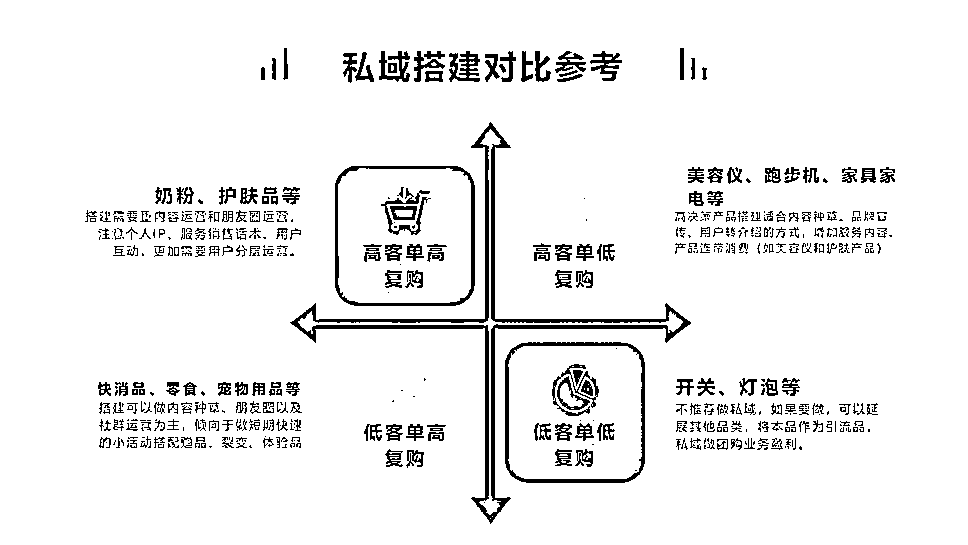 私域搭建对比参考
奶粉、护肤品等
搭建需要重内容运营和朋友圈运营,
注意个人IP、服务销售话术、用户
互动、更加需要用户分层运营。
高客单高
复购
高客单低
复购
美容仪、跑步机、家具家
电等
高决策产品搭建适合内容种草、品牌宣
传、用户转介绍的方式,增加服务内容、
产品连带消费(如美容仪和护肤产品)
快消品、零食、宠物用品等
搭建可以做内容种草、朋友圈以及
社群运营为主,倾向于做短期快速
的小活动搭配赠品、裂变、体验品
低客单高
复购
低客单低
复购
开关、灯泡等
不推荐做私域,如果要做,可以延
展其他品类,将本品作为引流品,
私域做团购业务盈利。